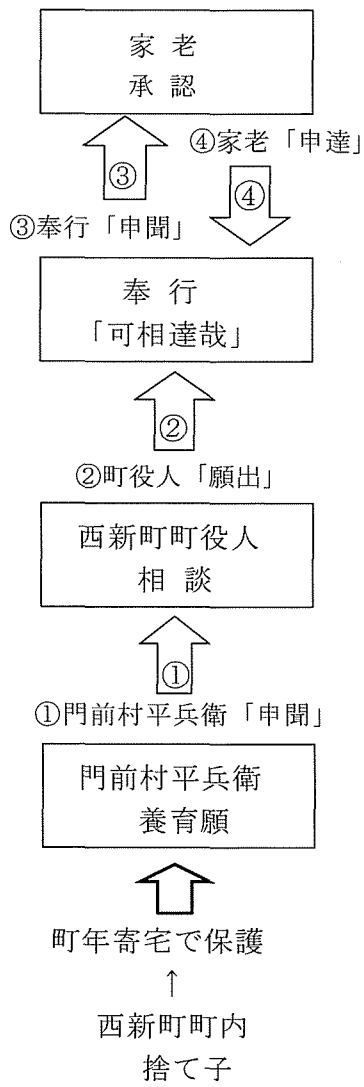 家老
承認
④家老「申達」
③
④
③奉行「申聞」
奉行
「可相達哉」
②
②町役人「願出」
西新町町役人
相談
①
①門前村平兵衛「申聞」
門前村平兵衛
養育願
町年寄宅で保護
↑
西新町町内
捨て子